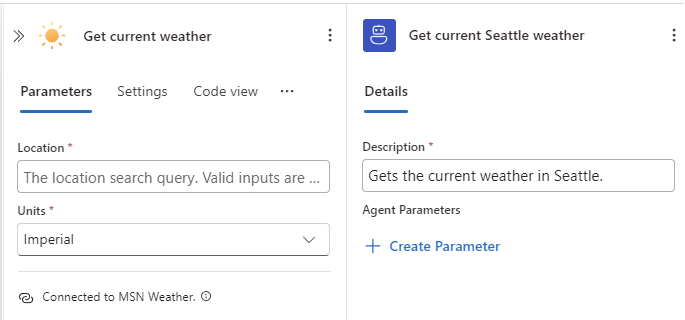 Get current weather
Parameters Settings Code view
Location *
The location search query. Valid inputs are ...
Units *
Imperial
Connected to MSN Weather.
Get current Seattle weather
Details
Description *
Gets the current weather in Seattle.
Agent Parameters
Create Parameter